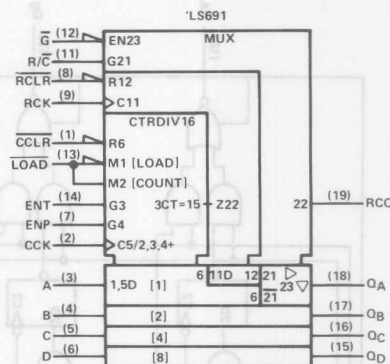 'LS691
MUX
G (12) EN23
R/C (11) G21
RCLR (8) R12
RCK (9) C11
CTRDIV16
CCLR (1) R6
LOAD (13) M1 [LOAD]
M2 [COUNT]
ENT (14) G3 3CT=15 Z22 22 (19) RCO
ENP (7) G4
CCK (2) C5/2,3,4+
6 11D 12 21
A (3) 1,5D [1] 23 (18) QA
6 21
B (4) [2] (17) QB
C (5) [4] (16) QC
D (6) [8] (15) QD